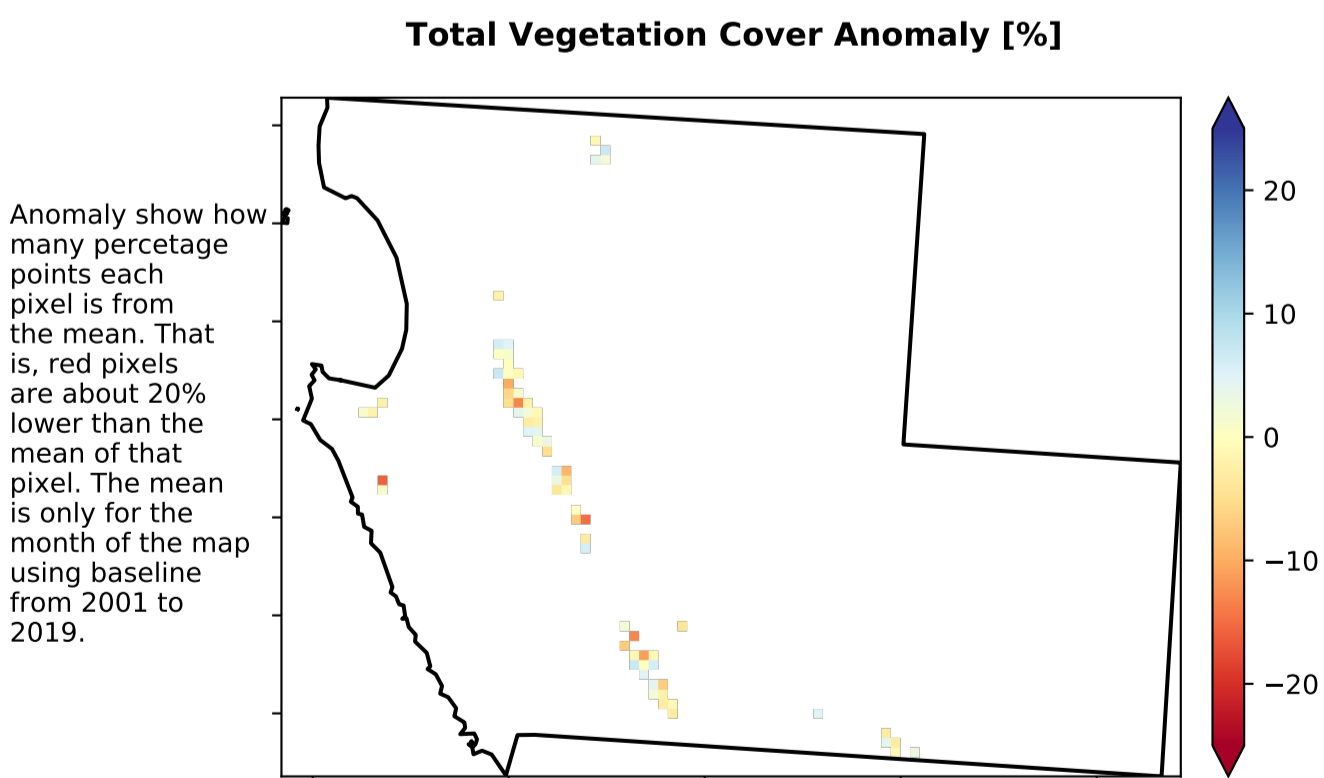 Total Vegetation Cover Anomaly [%]
Anomaly show how
many percetage
points each
pixel is from
the mean. That
is, red pixels
are about 20%
lower than the
mean of that
pixel. The mean
is only for the
month of the map
using baseline
from 2001 to
2019.
20
10
0
−10
−20